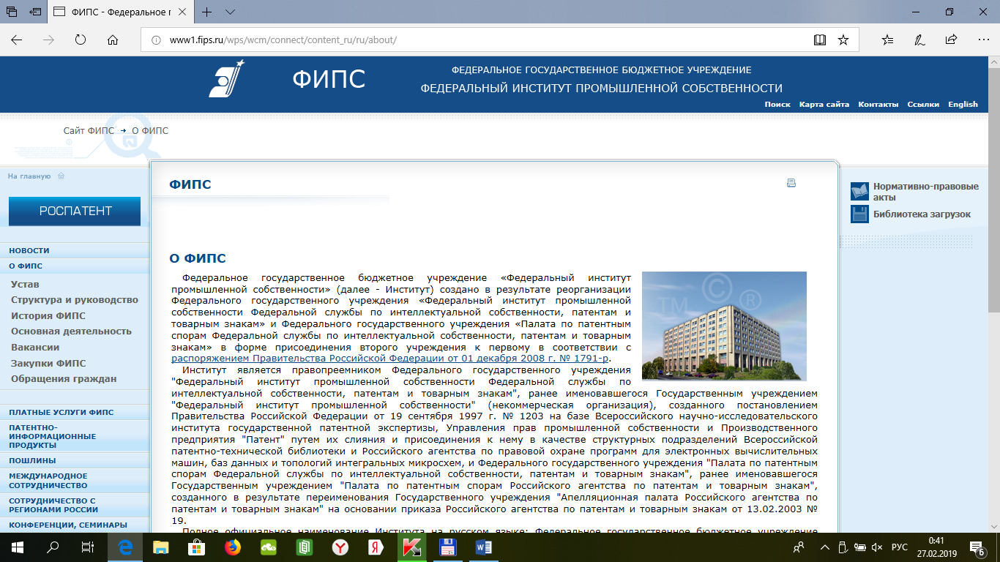 ФИПС - Федеральное г
www1.fips.ru/wps/wcm/connect/content_ru/ru/about/
ФИПС
ФЕДЕРАЛЬНОЕ ГОСУДАРСТВЕННОЕ БЮДЖЕТНОЕ УЧРЕЖДЕНИЕ
ФЕДЕРАЛЬНЫЙ ИНСТИТУТ ПРОМЫШЛЕННОЙ СОБСТВЕННОСТИ
Поиск Карта сайта Контакты Ссылки English
Сайт ФИПС → О ФИПС
На главную
РОСПАТЕНТ
НОВОСТИ
О ФИПС
Устав
Структура и руководство
История ФИПС
Основная деятельность
Вакансии
Закупки ФИПС
Обращения граждан
ПЛАТНЫЕ УСЛУГИ ФИПС
ПАТЕНТНО-
ИНФОРМАЦИОННЫЕ
ПРОДУКТЫ
ПОШЛИНЫ
МЕЖДУНАРОДНОЕ
СОТРУДНИЧЕСТВО
СОТРУДНИЧЕСТВО С
РЕГИОНАМИ РОССИИ
КОНФЕРЕНЦИИ, СЕМИНАРЫ
ФИПС
О ФИПС
Федеральное государственное бюджетное учреждение «Федеральный институт
промышленной собственности» (далее - Институт) создано в результате реорганизации
Федерального государственного учреждения «Федеральный институт промышленной
собственности Федеральной службы по интеллектуальной собственности, патентам и
товарным знакам» и Федерального государственного учреждения «Палата по патентным
спорам Федеральной службы по интеллектуальной собственности, патентам и товарным
знакам» в форме присоединения второго учреждения к первому в соответствии с
распоряжением Правительства Российской Федерации от 01 декабря 2008 г. № 1791-р.
Институт является правопреемником Федерального государственного учреждения
"Федеральный институт промышленной собственности Федеральной службы по
интеллектуальной собственности, патентам и товарным знакам", ранее именовавшегося Государственным учреждением
"Федеральный институт промышленной собственности" (некоммерческая организация), созданного постановлением
Правительства Российской Федерации от 19 сентября 1997 г. № 1203 на базе Всероссийского научно-исследовательского
института государственной патентной экспертизы, Управления прав промышленной собственности и Производственного
предприятия "Патент" путем их слияния и присоединения к нему в качестве структурных подразделений Всероссийской
патентно-технической библиотеки и Российского агентства по правовой охране программ для электронных вычислительных
машин, баз данных и топологий интегральных микросхем, и Федерального государственного учреждения "Палата по патентным
спорам Федеральной службы по интеллектуальной собственности, патентам и товарным знакам", ранее именовавшегося
Государственным учреждением "Палата по патентным спорам Российского агентства по патентам и товарным знакам",
созданного в результате переименования Государственного учреждения "Апелляционная палата Российского агентства по
патентам и товарным знакам" на основании приказа Российского агентства по патентам и товарным знакам от 13.02.2003 №
19.
Полное официальное наименование Института на русском языке: Федеральное государственное бюджетное учреждение
TM © ®
Нормативно-правовые
акты
Библиотека загрузок
РУС
0:41
27.02.2019
6